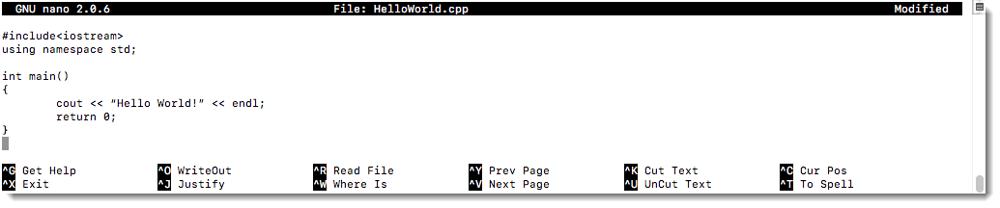 GNU nano 2.0.6 File: HelloWorld.cpp Modified
#include<iostream>
using namespace std;
int main()
{
cout << “Hello World!” << endl;
return 0;
}
^G Get Help ^O WriteOut ^R Read File ^Y Prev Page ^K Cut Text ^C Cur Pos
^X Exit ^J Justify ^W Where Is ^V Next Page ^U UnCut Text ^T To Spell